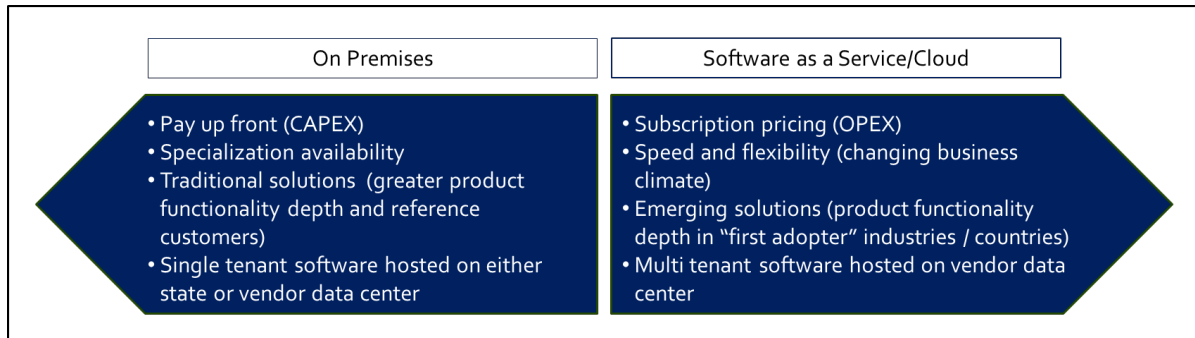 On Premises
• Pay up front (CAPEX)
• Specialization availability
• Traditional solutions (greater product
functionality depth and reference
customers)
• Single tenant software hosted on either
state or vendor data center
Software as a Service/Cloud
• Subscription pricing (OPEX)
• Speed and flexibility (changing business
climate)
• Emerging solutions (product functionality
depth in “first adopter” industries / countries)
• Multi tenant software hosted on vendor data
center